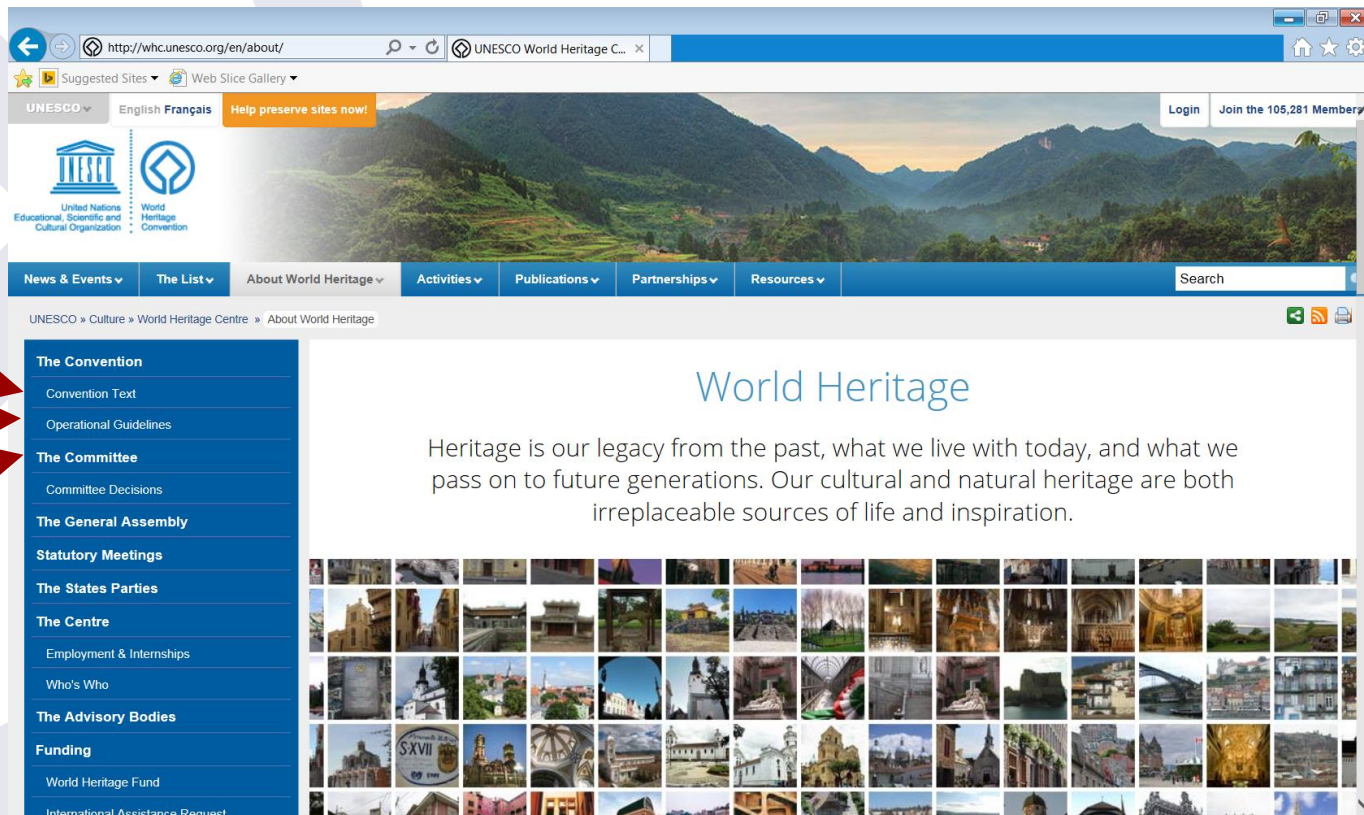 http://whc.unesco.org/en/about/
UNESCO World Heritage C...
Suggested Sites
Web Slice Gallery
UNESCO
English Français
Help preserve sites now!
Login
Join the 105,281 Members
UNESCO
United Nations
Educational, Scientific and
Cultural Organization
World
Heritage
Convention
News & Events
The List
About World Heritage
Activities
Publications
Partnerships
Resources
Search
UNESCO » Culture » World Heritage Centre » About World Heritage
The Convention
Convention Text
Operational Guidelines
The Committee
Committee Decisions
The General Assembly
Statutory Meetings
The States Parties
The Centre
Employment & Internships
Who's Who
The Advisory Bodies
Funding
World Heritage Fund
International Assistance Request
World Heritage
Heritage is our legacy from the past, what we live with today, and what we
pass on to future generations. Our cultural and natural heritage are both
irreplaceable sources of life and inspiration.
S·XVII